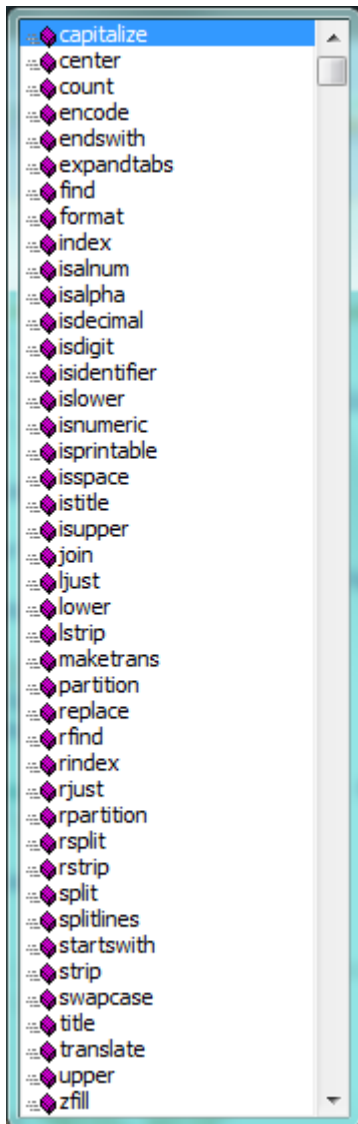 capitalize
center
count
encode
endswith
expandtabs
find
format
index
isalnum
isalpha
isdecimal
isdigit
isidentifier
islower
isnumeric
isprintable
isspace
istitle
isupper
join
ljust
lower
lstrip
maketrans
partition
replace
rfind
rindex
rjust
rpartition
rsplit
rstrip
split
splitlines
startswith
strip
swapcase
title
translate
upper
zfill